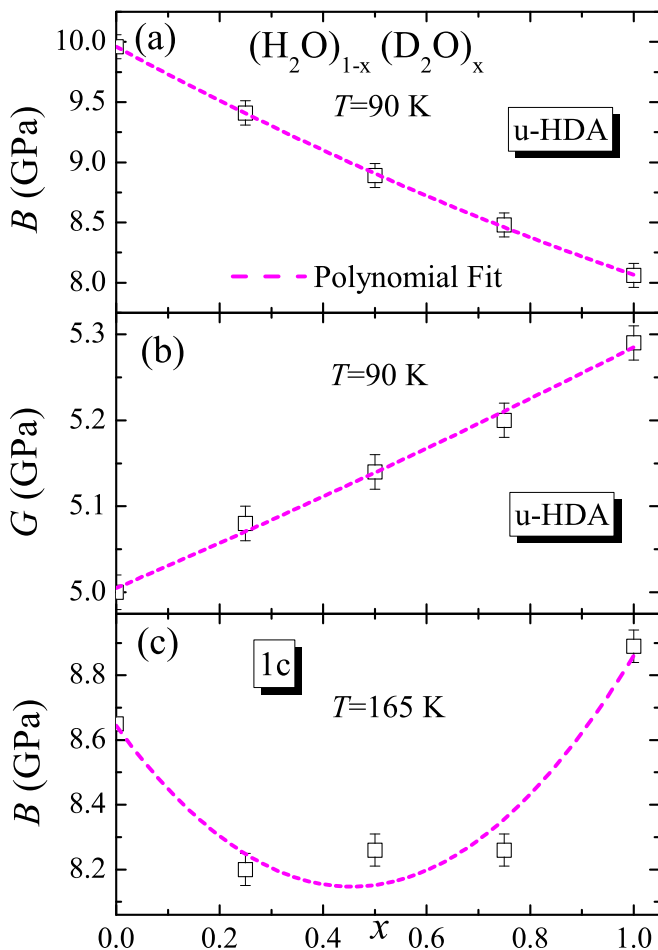 (a) (H₂O)₁₋ₓ (D₂O)ₓ
T=90 K
u-HDA
Polynomial Fit
B (GPa)
10.0
9.5
9.0
8.5
8.0
(b)
T=90 K
u-HDA
G (GPa)
5.3
5.2
5.1
5.0
(c) 1c
T=165 K
B (GPa)
8.8
8.6
8.4
8.2
0.0 0.2 0.4 0.6 0.8 1.0
x